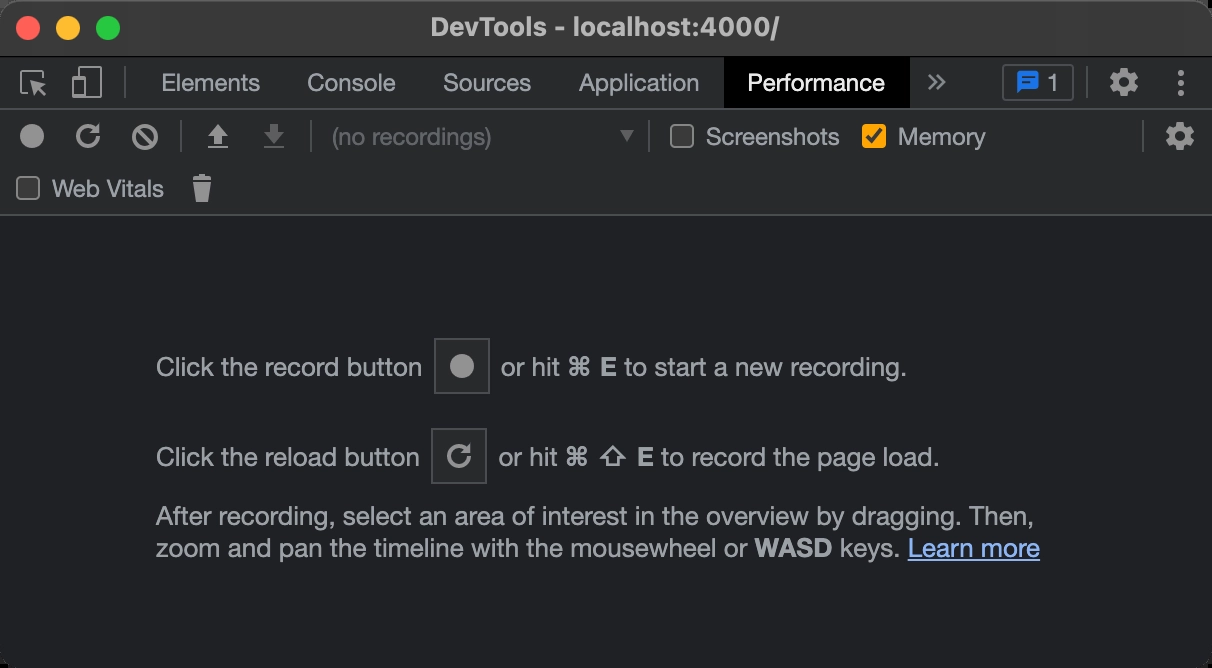 DevTools - localhost:4000/
Elements Console Sources Application Performance » 1
(no recordings) Screenshots Memory
Web Vitals
Click the record button or hit ⌘ E to start a new recording.
Click the reload button or hit ⌘ ⇧ E to record the page load.
After recording, select an area of interest in the overview by dragging. Then,
zoom and pan the timeline with the mousewheel or WASD keys. Learn more